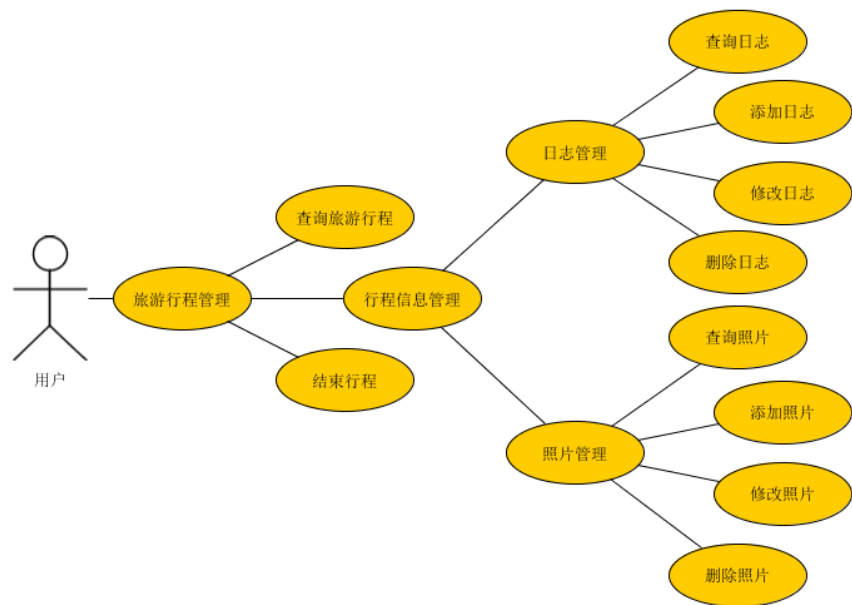 查询日志
添加日志
日志管理
修改日志
查询旅游行程
删除日志
旅游行程管理
行程信息管理
查询照片
结束行程
用户
添加照片
照片管理
修改照片
删除照片